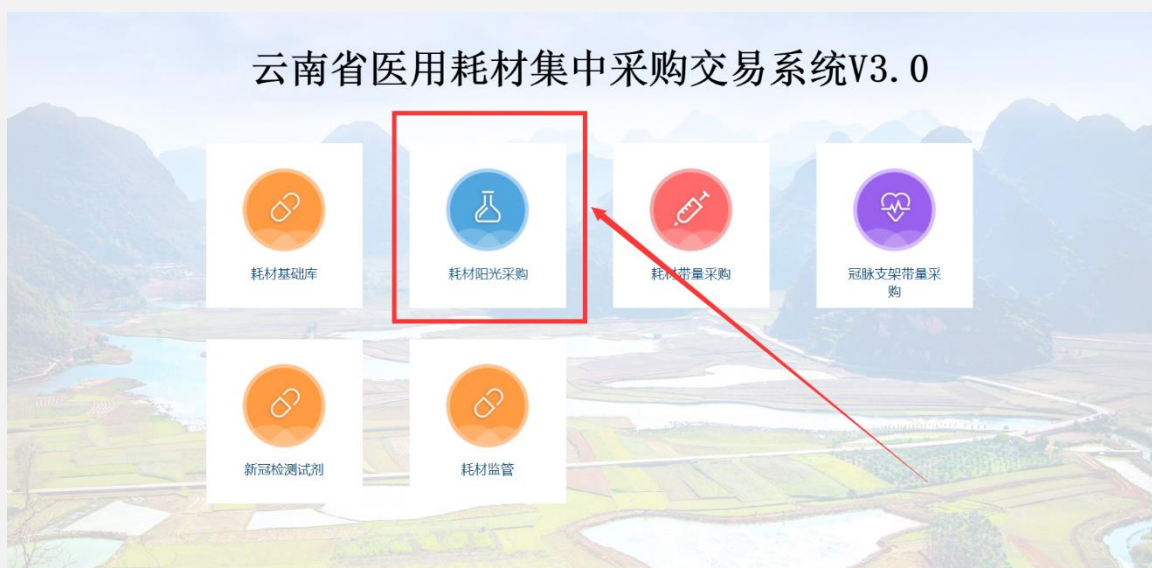 云南省医用耗材集中采购交易系统V3.0
耗材基础库
耗材阳光采购
耗材带量采购
冠脉支架带量采
购
新冠检测试剂
耗材监管